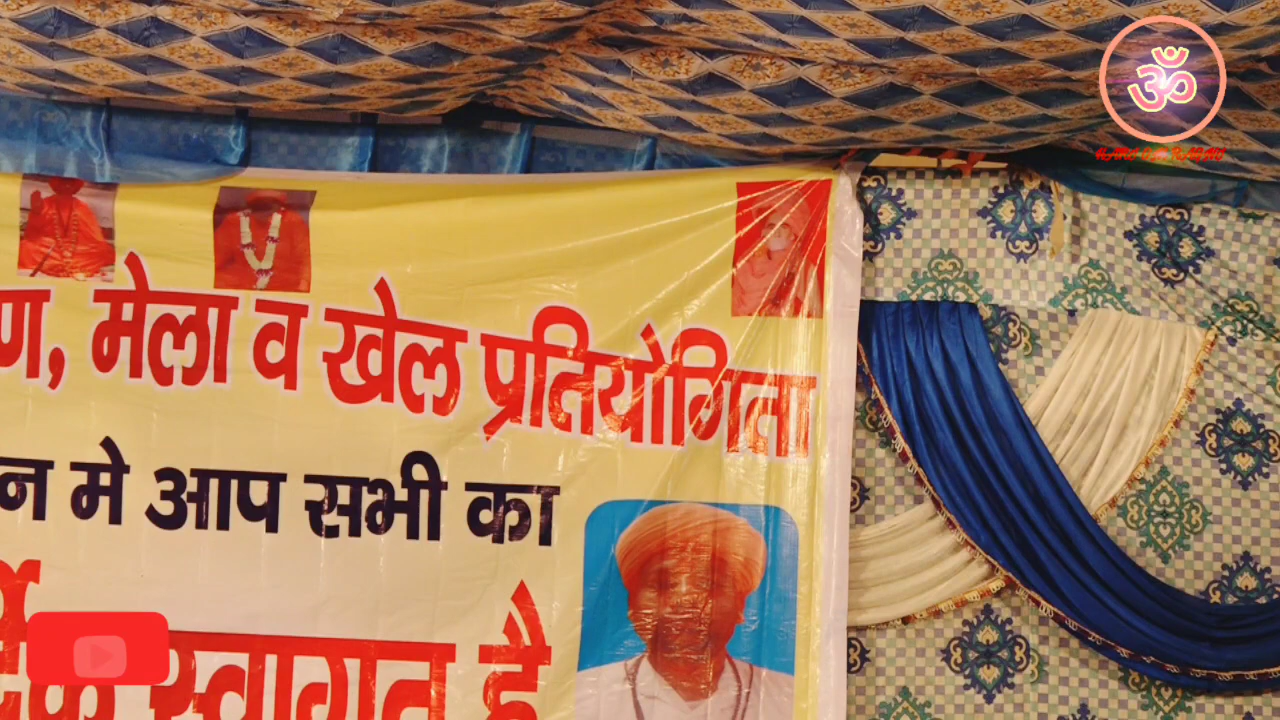 ॐ
मेला व खेल प्रतियोगिता
मे आप सभी का
स्वागत है